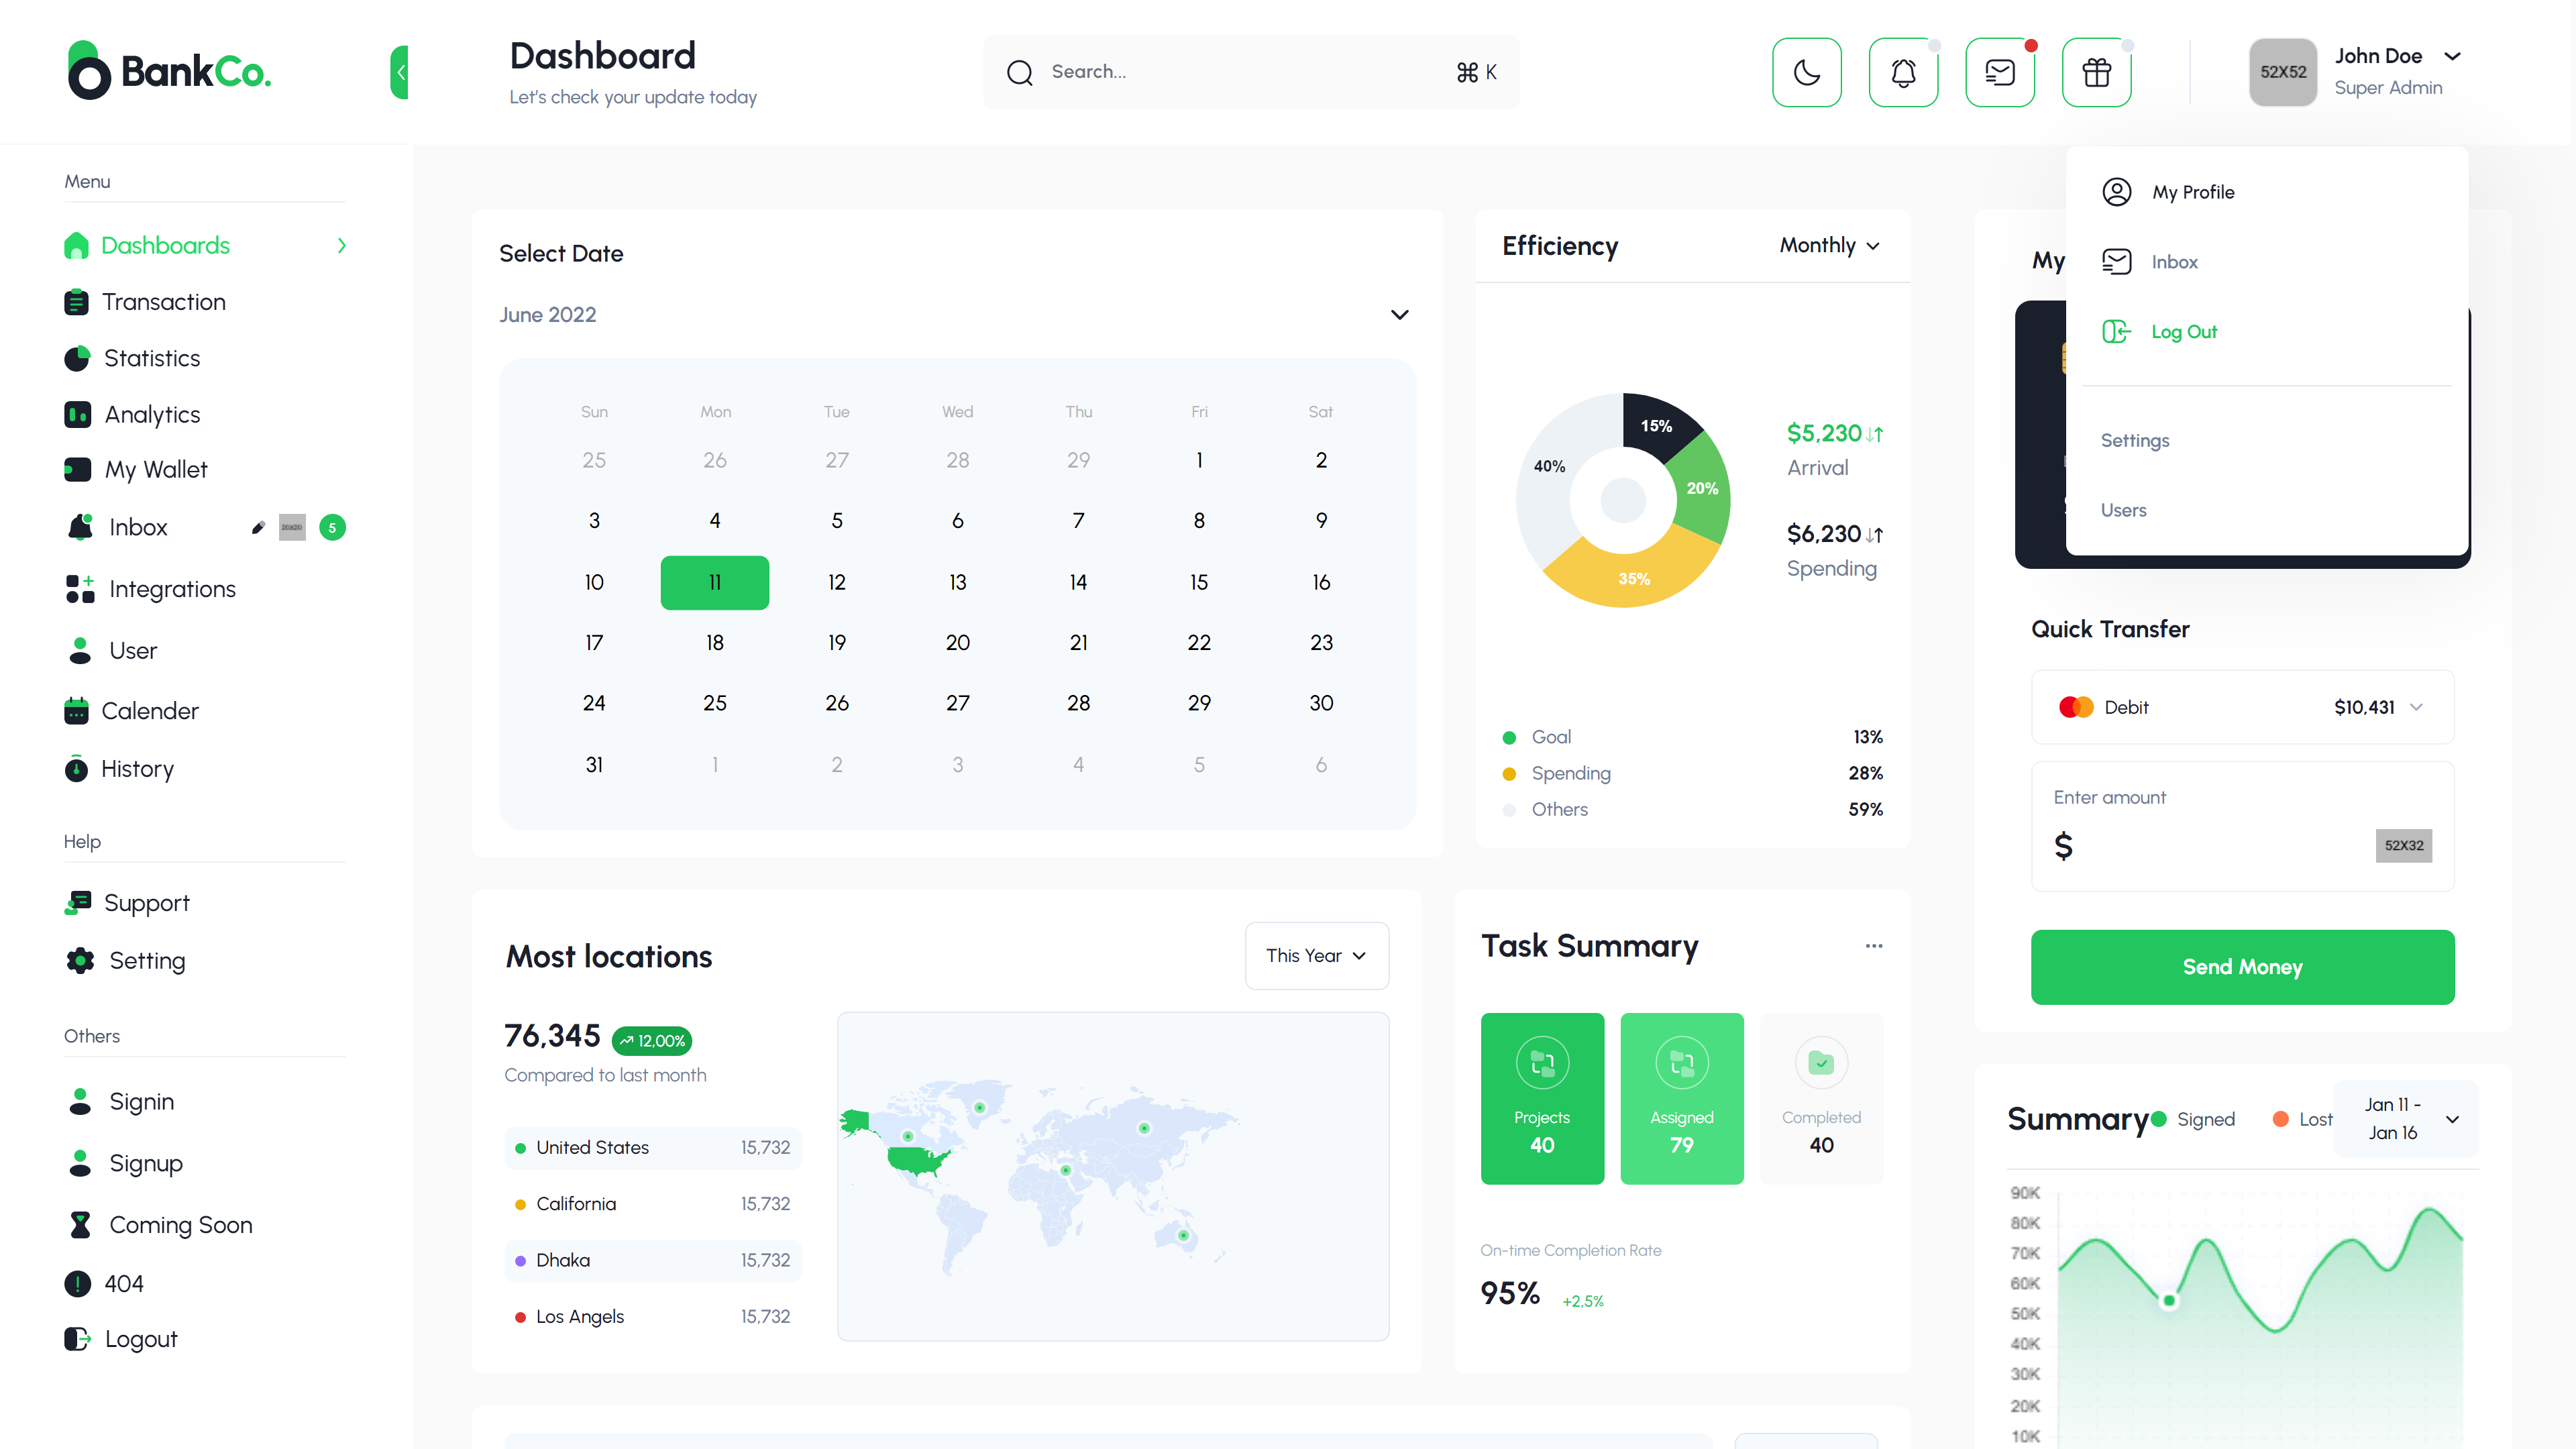 BankCo.
Dashboard
Let's check your update today
Search...
⌘ K
52X52
John Doe
Super Admin
Menu
Dashboards
Transaction
Statistics
Analytics
My Wallet
Inbox
20X20
5
Integrations
User
Calender
History
Help
Support
Setting
Others
Signin
Signup
Coming Soon
404
Logout
Select Date
June 2022
Sun Mon Tue Wed Thu Fri Sat
25 26 27 28 29 1 2
3 4 5 6 7 8 9
10 11 12 13 14 15 16
17 18 19 20 21 22 23
24 25 26 27 28 29 30
31 1 2 3 4 5 6
Efficiency
Monthly
15%
40%
20%
35%
$5,230
Arrival
$6,230
Spending
Goal 13%
Spending 28%
Others 59%
My
My Profile
Inbox
Log Out
Settings
Users
Quick Transfer
Debit $10,431
Enter amount
$
52X32
Send Money
Most locations
This Year
76,345
12,00%
Compared to last month
United States 15,732
California 15,732
Dhaka 15,732
Los Angels 15,732
Task Summary
...
Projects
40
Assigned
79
Completed
40
On-time Completion Rate
95% +2,5%
Summary
Signed
Lost
Jan 11 -
Jan 16
90K
80K
70K
60K
50K
40K
30K
20K
10K